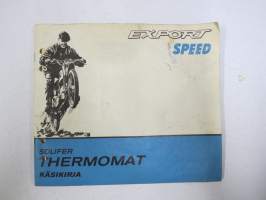 EXPORT
SPEED
SOLIFER
THERMOMAT
KÄSIKIRJA